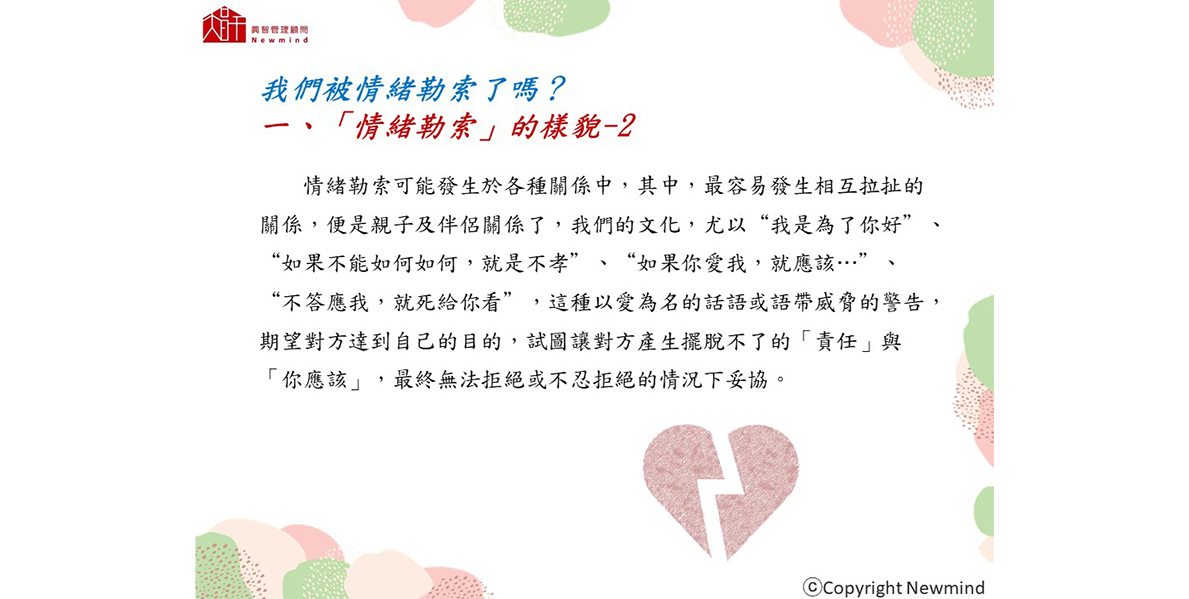 興智管理顧問
Newmind
我們被情緒勒索了嗎？
一、「情緒勒索」的樣貌-2
情緒勒索可能發生於各種關係中，其中，最容易發生相互拉扯的
關係，便是親子及伴侶關係了，我們的文化，尤以“我是為了你好”、
“如果不能如何如何，就是不孝”、“如果你愛我，就應該…”、
“不答應我，就死給你看”，這種以愛為名的話語或語帶威脅的警告，
期望對方達到自己的目的，試圖讓對方產生擺脫不了的「責任」與
「你應該」，最終無法拒絕或不忍拒絕的情況下妥協。
ⓒCopyright Newmind